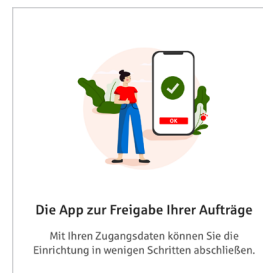 OK
Die App zur Freigabe Ihrer Aufträge
Mit Ihren Zugangsdaten können Sie die
Einrichtung in wenigen Schritten abschließen.